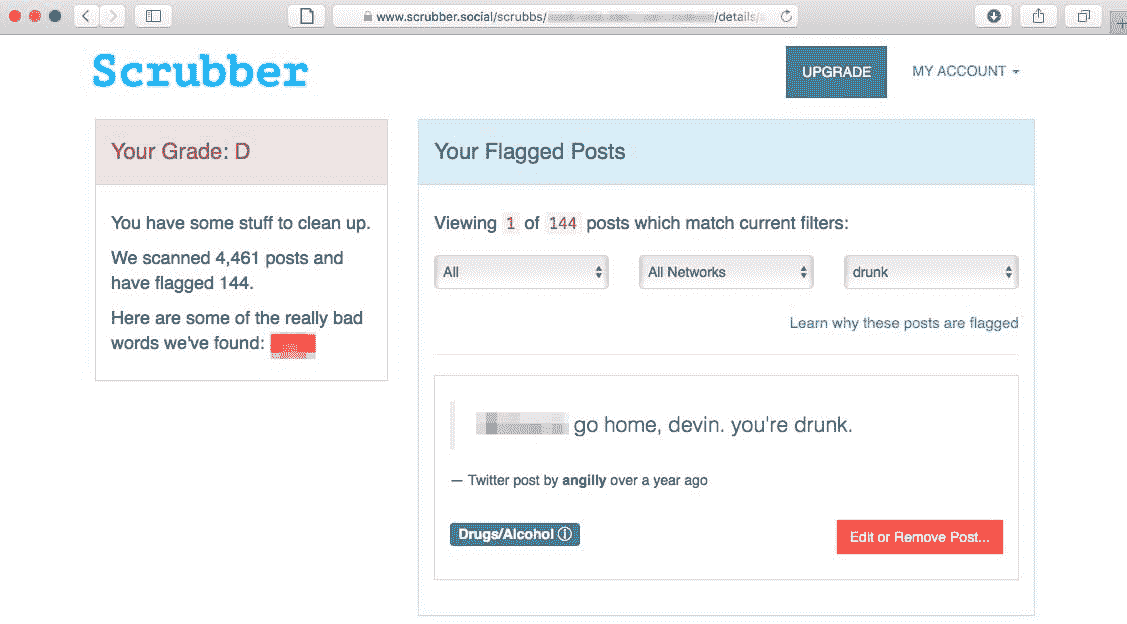 www.scrubber.social/scrubbs/ /details/
Scrubber
UPGRADE
MY ACCOUNT
Your Grade: D
You have some stuff to clean up.
We scanned 4,461 posts and
have flagged 144.
Here are some of the really bad
words we've found:
Your Flagged Posts
Viewing 1 of 144 posts which match current filters:
All
All Networks
drunk
Learn why these posts are flagged
go home, devin. you're drunk.
— Twitter post by angilly over a year ago
Drugs/Alcohol ⓘ
Edit or Remove Post...